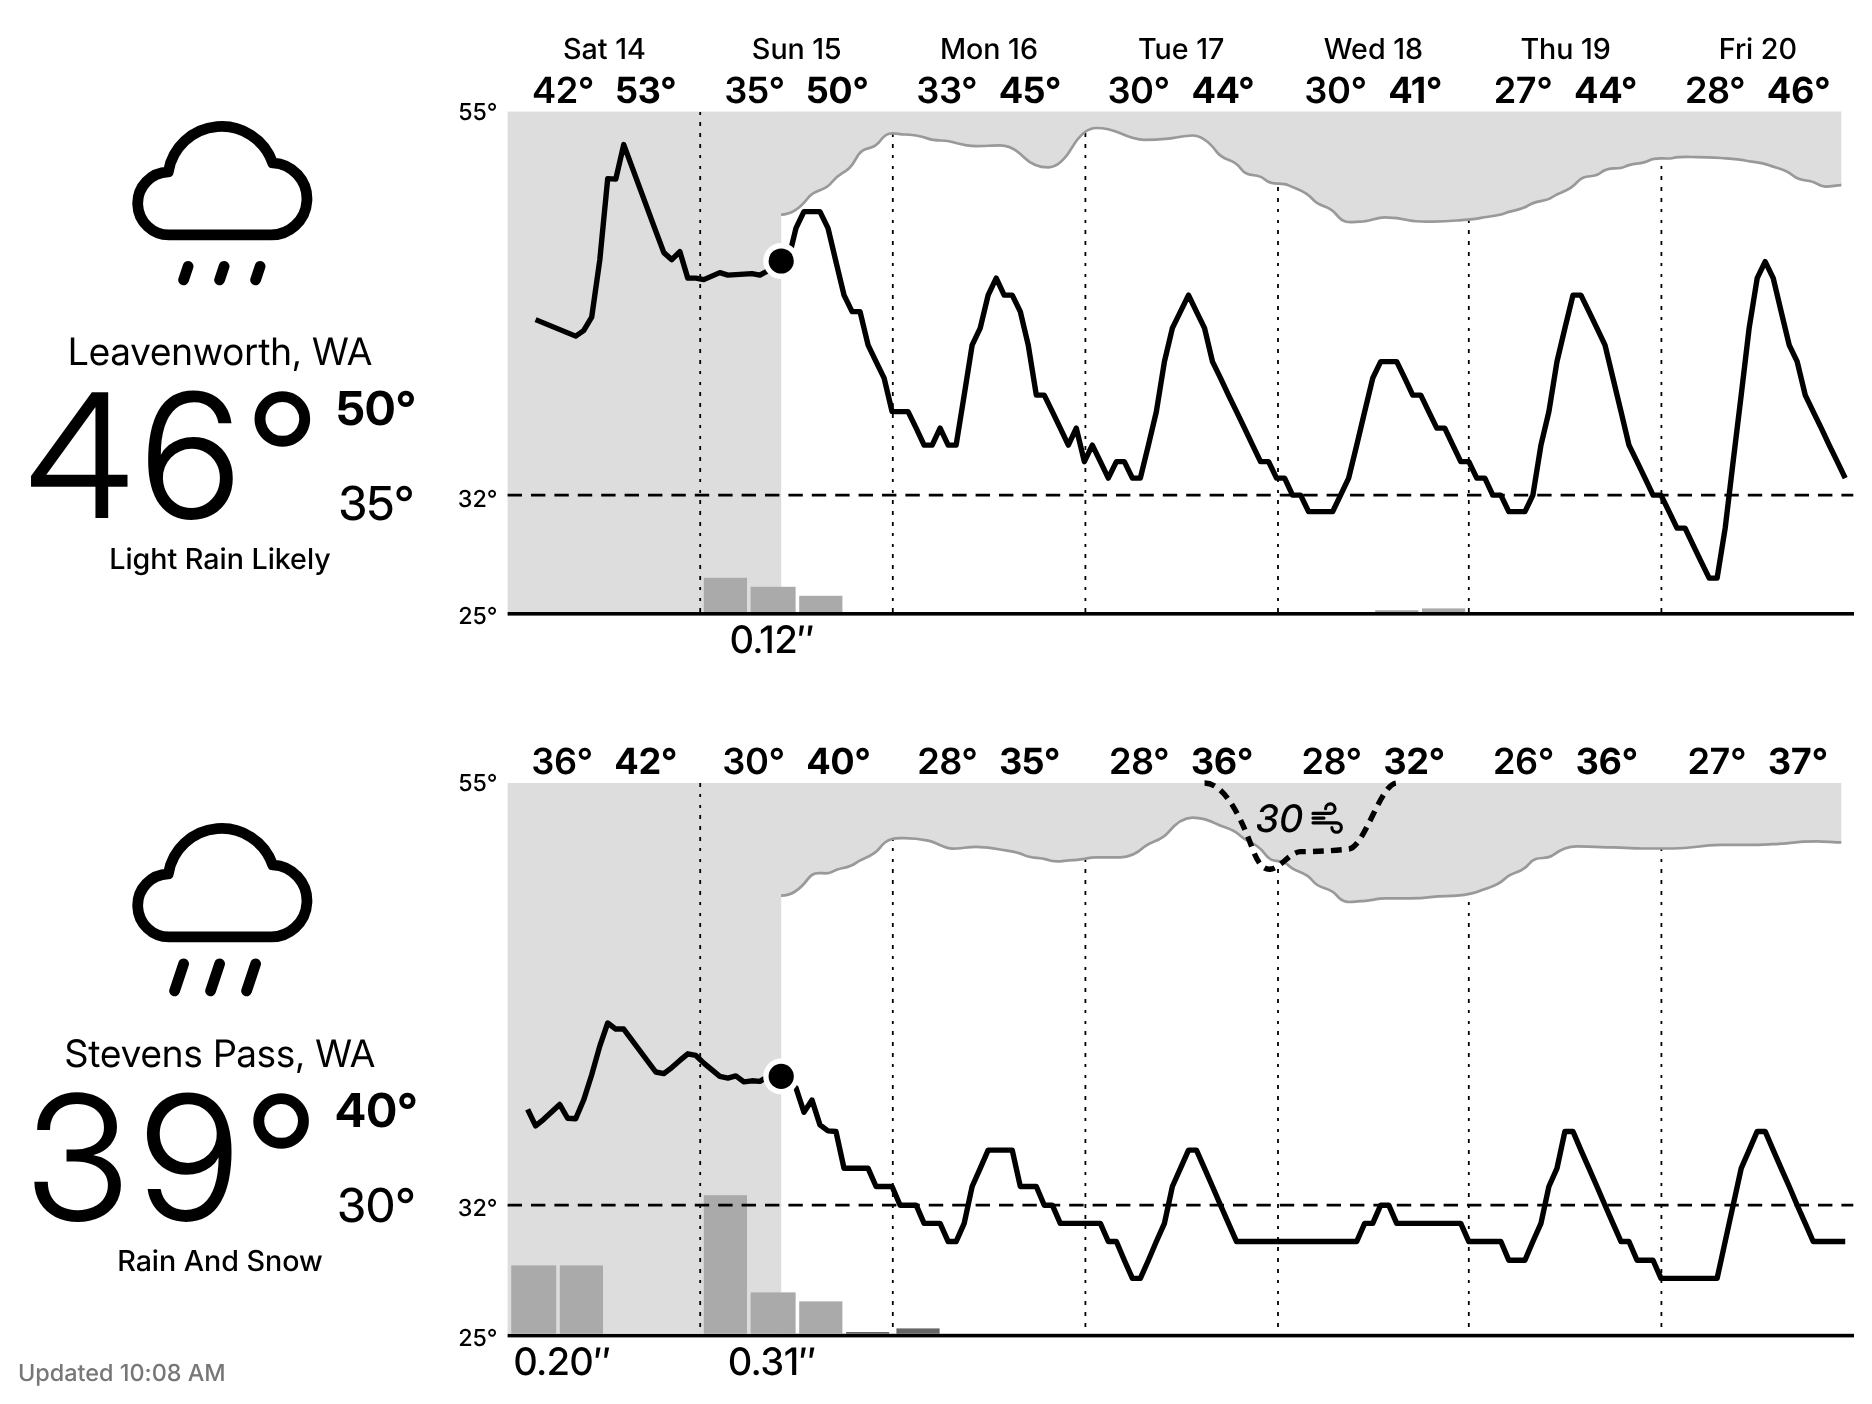 Sat 14 Sun 15 Mon 16 Tue 17 Wed 18 Thu 19 Fri 20
42° 53° 35° 50° 33° 45° 30° 44° 30° 41° 27° 44° 28° 46°
55°
Leavenworth, WA
46° 50°
35°
Light Rain Likely
32°
25°
0.12″
36° 42° 30° 40° 28° 35° 28° 36° 28° 32° 26° 36° 27° 37°
55°
30
Stevens Pass, WA
39° 40°
30°
Rain And Snow
32°
25°
0.20″ 0.31″
Updated 10:08 AM